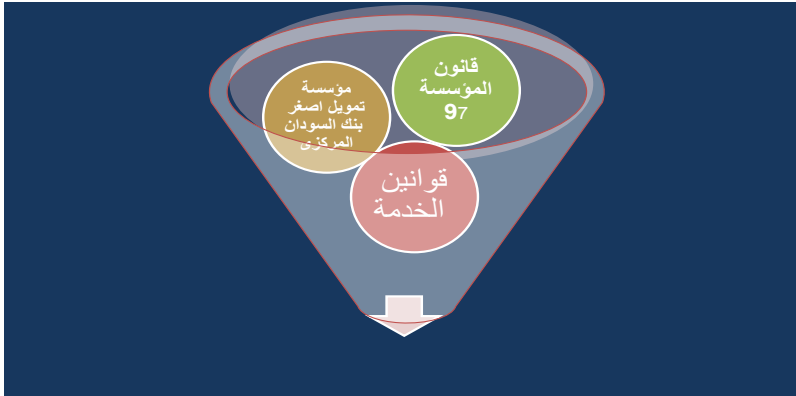 قانون
المؤسسة
97
مؤسسة
تمويل اصغر
بنك السودان
المركزى
قوانين
الخدمة